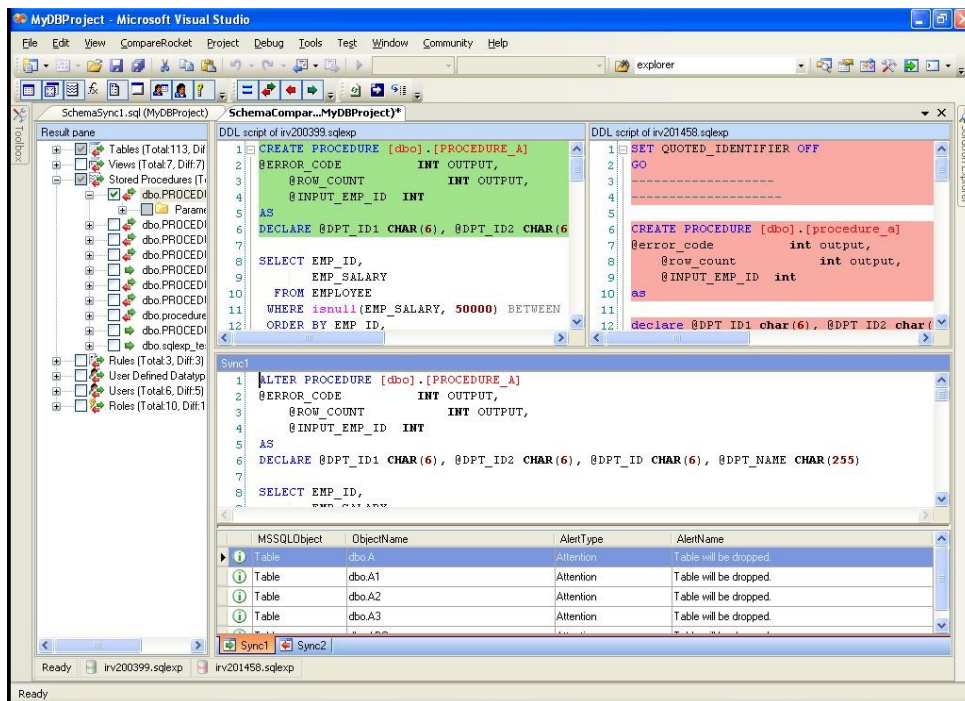 MyDBProject - Microsoft Visual Studio
File Edit View CompareRocket Project Debug Tools Test Window Community Help
explorer
SchemaSync1.sql (MyDBProject) SchemaCompar...MyDBProject)*
Toolbox
Solution Explorer
Result pane
Tables (Total:113, Dif
Views (Total:7, Diff:7)
Stored Procedures (T
dbo.PROCEDU
Parame
dbo.PROCEDU
dbo.PROCEDU
dbo.PROCEDU
dbo.PROCEDU
dbo.PROCEDU
dbo.PROCEDU
dbo.procedure
dbo.PROCEDU
dbo.sqlexp_te
Rules (Total:3, Diff:3)
User Defined Datatyp
Users (Total:6, Diff:5)
Roles (Total:10, Diff:1
DDL script of irv200399.sqlexp
1 CREATE PROCEDURE [dbo].[PROCEDURE_A]
2 @ERROR_CODE INT OUTPUT,
3 @ROW_COUNT INT OUTPUT,
4 @INPUT_EMP_ID INT
5 AS
6 DECLARE @DPT_ID1 CHAR(6), @DPT_ID2 CHAR(6
7
8 SELECT EMP_ID,
9 EMP_SALARY
10 FROM EMPLOYEE
11 WHERE isnull(EMP_SALARY, 50000) BETWEEN
12 ORDER BY EMP_ID,
DDL script of irv201458.sqlexp
1 SET QUOTED_IDENTIFIER OFF
2 GO
3 -------------------
4 --------------------
5
6 CREATE PROCEDURE [dbo].[procedure_a]
7 @error_code int output,
8 @row_count int output,
9 @INPUT_EMP_ID int
10 as
11
12 declare @DPT_ID1 char(6), @DPT_ID2 char(
Sync1
1 ALTER PROCEDURE [dbo].[PROCEDURE_A]
2 @ERROR_CODE INT OUTPUT,
3 @ROW_COUNT INT OUTPUT,
4 @INPUT_EMP_ID INT
5 AS
6 DECLARE @DPT_ID1 CHAR(6), @DPT_ID2 CHAR(6), @DPT_ID CHAR(6), @DPT_NAME CHAR(255)
7
8 SELECT EMP_ID,
MSSQLObject ObjectName AlertType AlertName
Table dbo.A Attention Table will be dropped.
Table dbo.A1 Attention Table will be dropped.
Table dbo.A2 Attention Table will be dropped.
Table dbo.A3 Attention Table will be dropped.
Sync1 Sync2
Ready irv200399.sqlexp irv201458.sqlexp
Ready